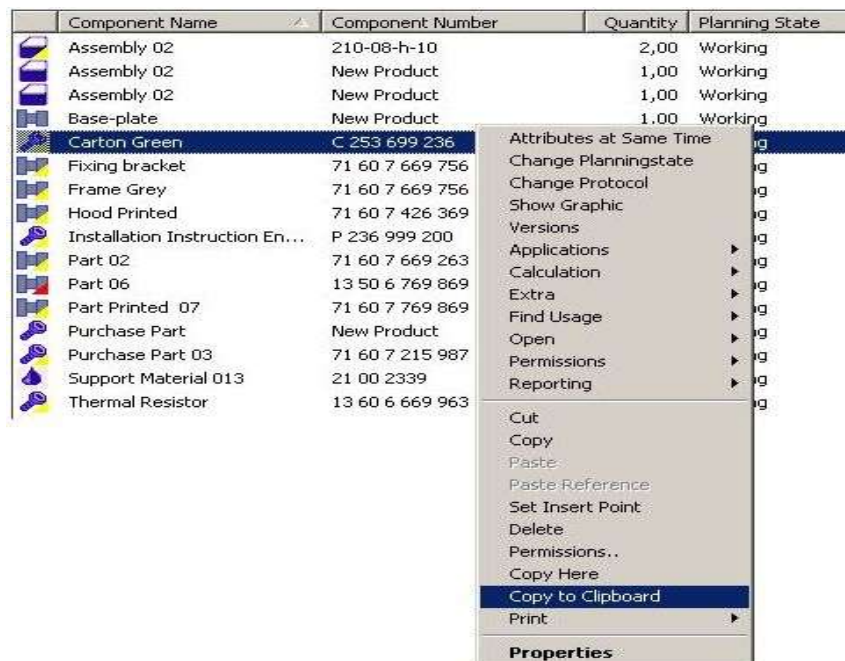 Component Name Component Number Quantity Planning State
Assembly 02 210-08-h-10 2,00 Working
Assembly 02 New Product 1,00 Working
Assembly 02 New Product 1,00 Working
Base-plate New Product 1.00 Working
Carton Green C 253 699 236 g
Fixing bracket 71 60 7 669 756 g
Frame Grey 71 60 7 669 756 g
Hood Printed 71 60 7 426 369 g
Installation Instruction En... P 236 999 200 g
Part 02 71 60 7 669 263 g
Part 06 13 50 6 769 869 g
Part Printed 07 71 60 7 769 869 g
Purchase Part New Product g
Purchase Part 03 71 60 7 215 987 g
Support Material 013 21 00 2339 g
Thermal Resistor 13 60 6 669 963 g
Attributes at Same Time
Change Planningstate
Change Protocol
Show Graphic
Versions
Applications
Calculation
Extra
Find Usage
Open
Permissions
Reporting
Cut
Copy
Paste
Paste Reference
Set Insert Point
Delete
Permissions..
Copy Here
Copy to Clipboard
Print
Properties